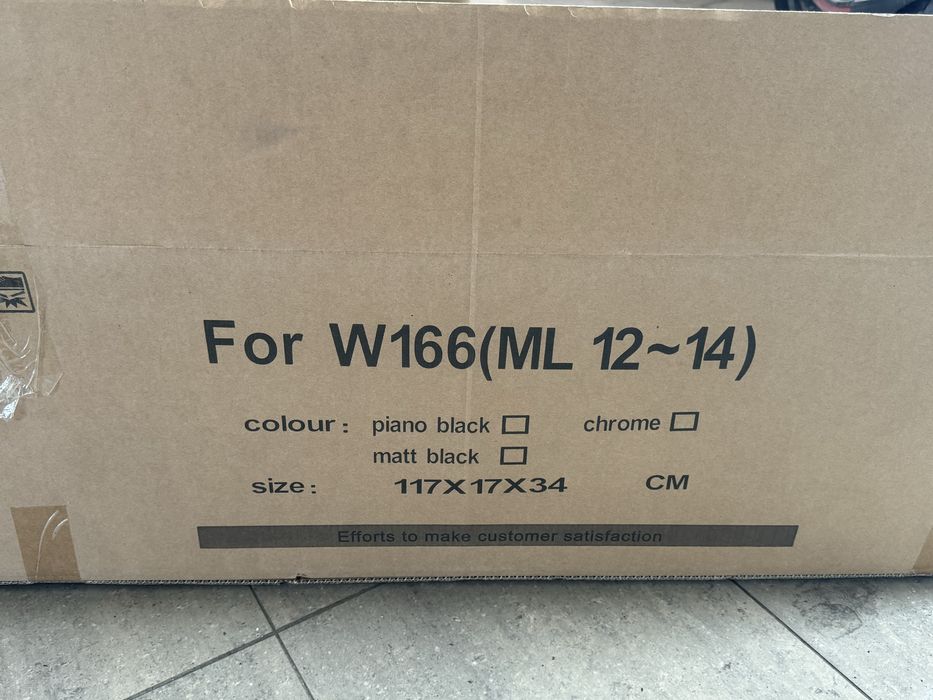 For W166(ML 12~14)
colour: piano black □ chrome □
matt black □
size: 117X17X34 CM
Efforts to make customer satisfaction